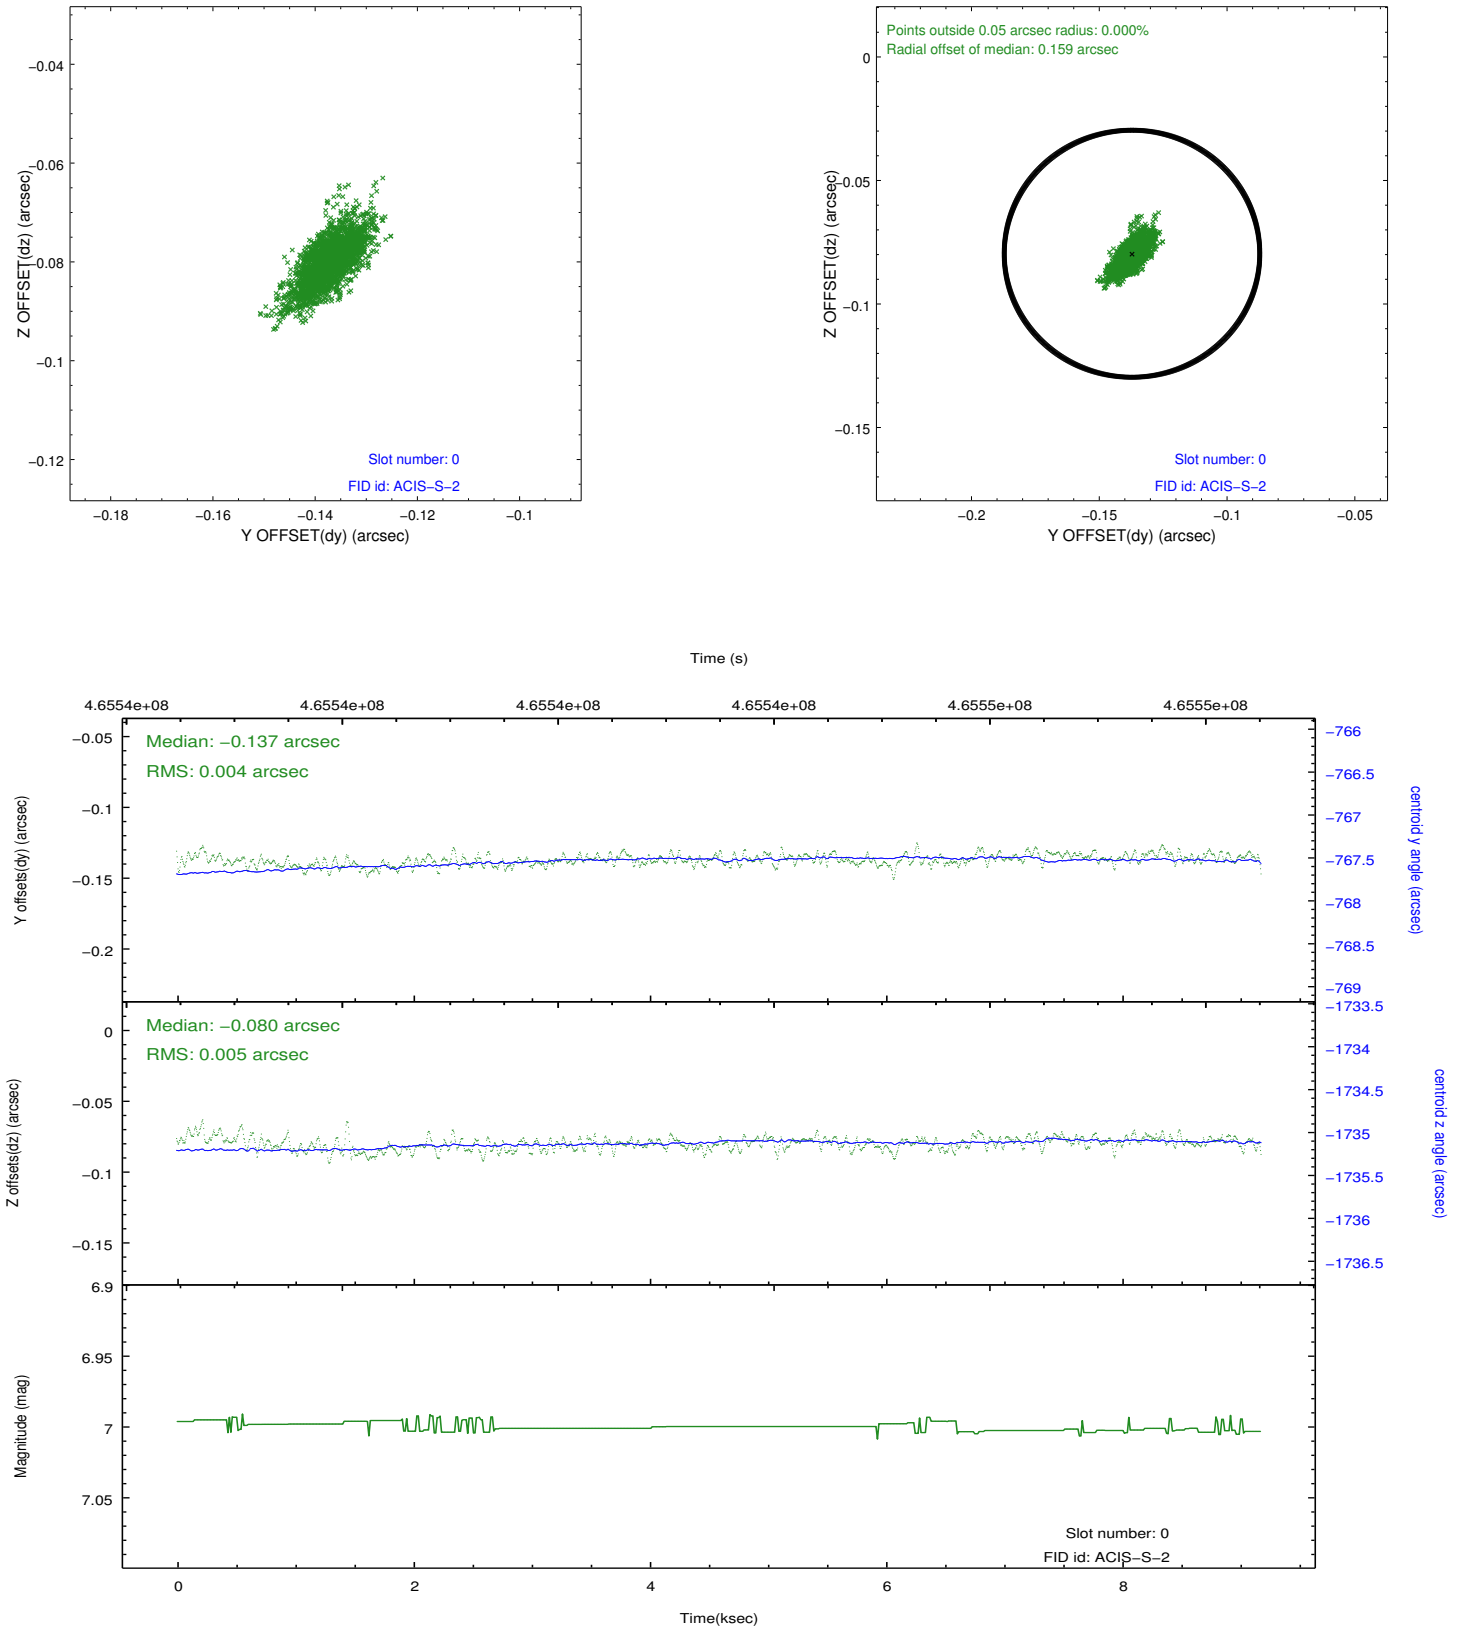 −0.04
−0.06
−0.08
−0.1
−0.12
Z OFFSET(dz) (arcsec)
Slot number: 0
FID id: ACIS−S−2
−0.18
−0.16
−0.14
−0.12
−0.1
Y OFFSET(dy) (arcsec)
Points outside 0.05 arcsec radius: 0.000%
Radial offset of median: 0.159 arcsec
0
−0.05
−0.1
−0.15
Z OFFSET(dz) (arcsec)
Slot number: 0
FID id: ACIS−S−2
−0.2
−0.15
−0.1
−0.05
Y OFFSET(dy) (arcsec)
Time (s)
4.6554e+08
4.6554e+08
4.6554e+08
4.6554e+08
4.6555e+08
4.6555e+08
Median: −0.137 arcsec
RMS: 0.004 arcsec
−0.05
−0.1
−0.15
−0.2
Y offsets(dy) (arcsec)
−766
−766.5
−767
−767.5
−768
−768.5
−769
centroid y angle (arcsec)
Median: −0.080 arcsec
RMS: 0.005 arcsec
0
−0.05
−0.1
−0.15
Z offsets(dz) (arcsec)
−1733.5
−1734
−1734.5
−1735
−1735.5
−1736
−1736.5
centroid z angle (arcsec)
6.9
6.95
7
7.05
Magnitude (mag)
Slot number: 0
FID id: ACIS−S−2
0
2
4
6
8
Time(ksec)